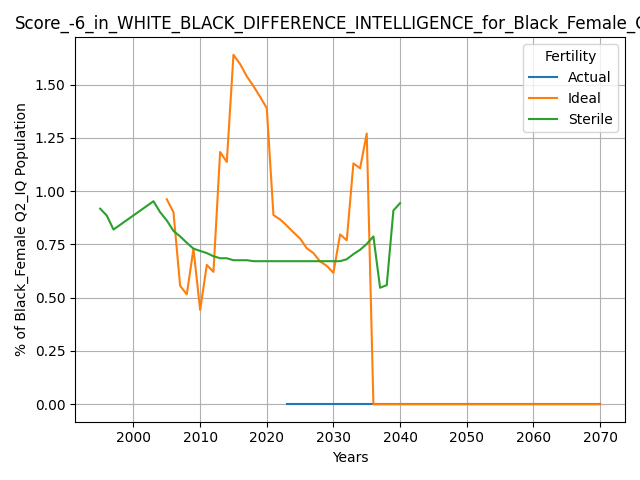 Score_-6_in_WHITE_BLACK_DIFFERENCE_INTELLIGENCE_for_Black_Female_
Fertility
Actual
Ideal
Sterile
% of Black_Female Q2_IQ Population
1.50
1.25
1.00
0.75
0.50
0.25
0.00
2000 2010 2020 2030 2040 2050 2060 2070
Years